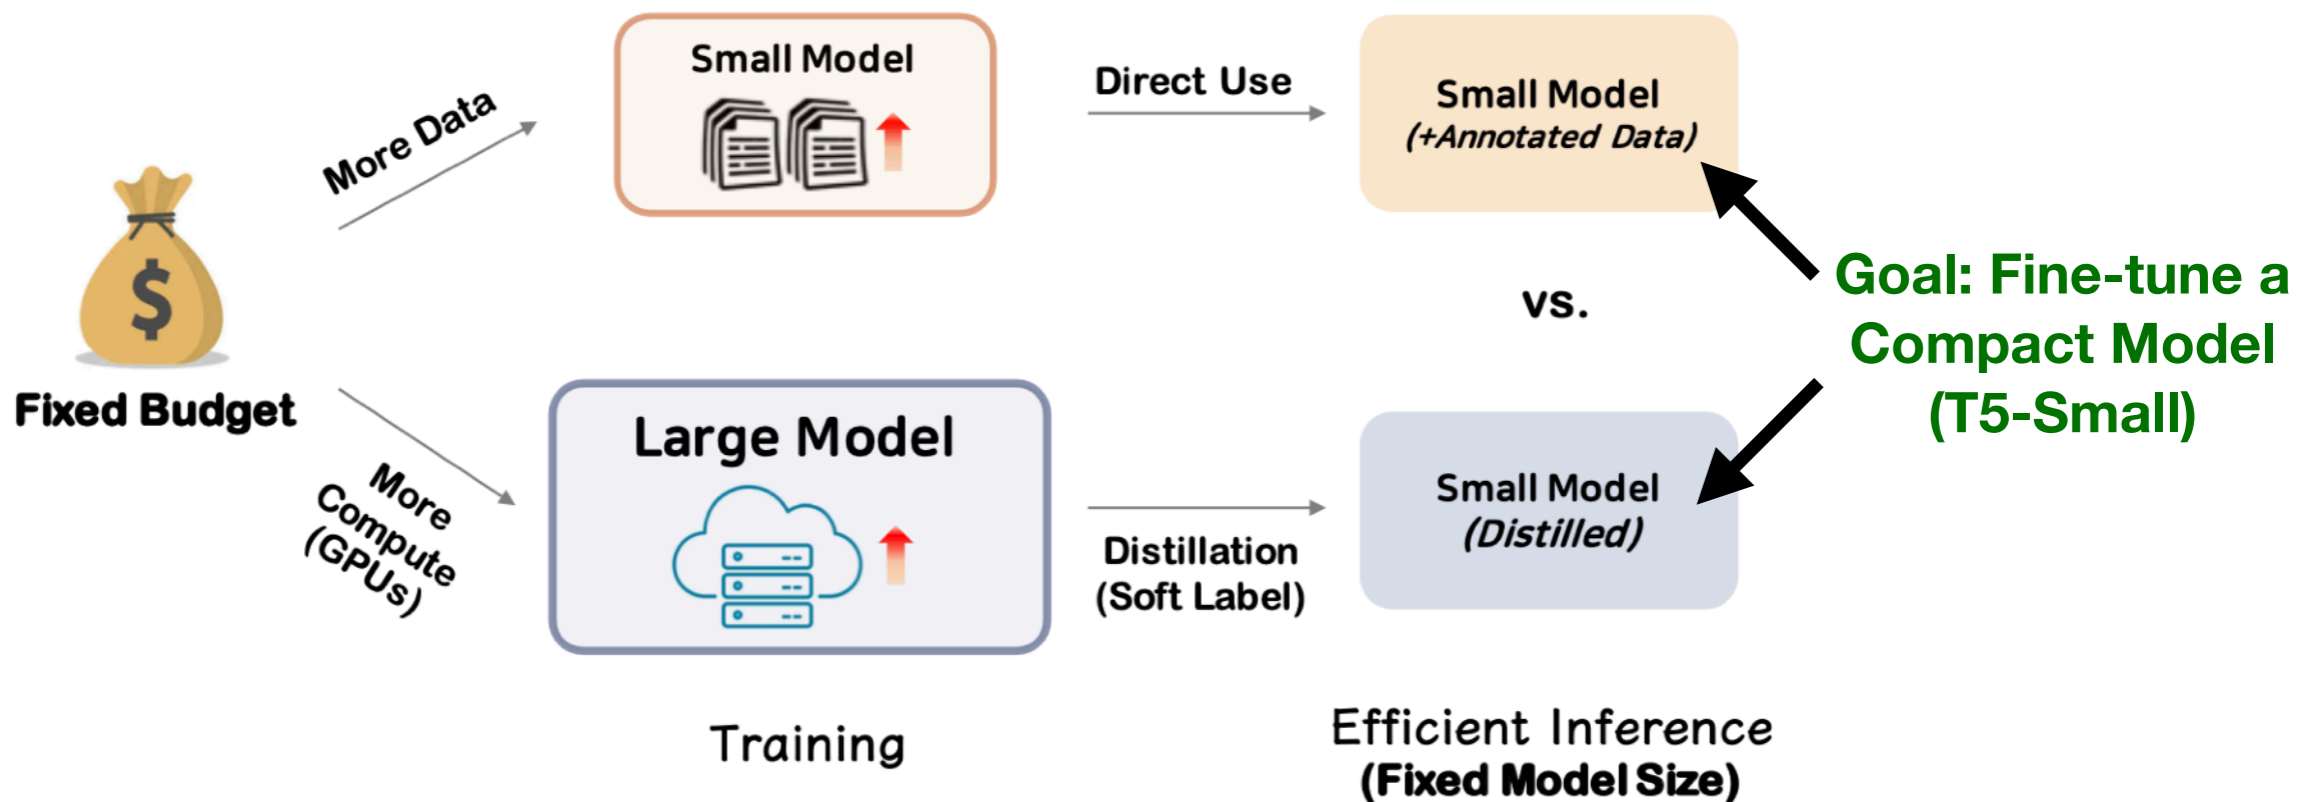 Small Model
Direct Use
Small Model
(+Annotated Data)
More Data
$
Fixed Budget
vs.
Goal: Fine-tune a
Compact Model
(T5-Small)
More
Compute
(GPUs)
Large Model
Distillation
(Soft Label)
Small Model
(Distilled)
Training
Efficient Inference
(Fixed Model Size)